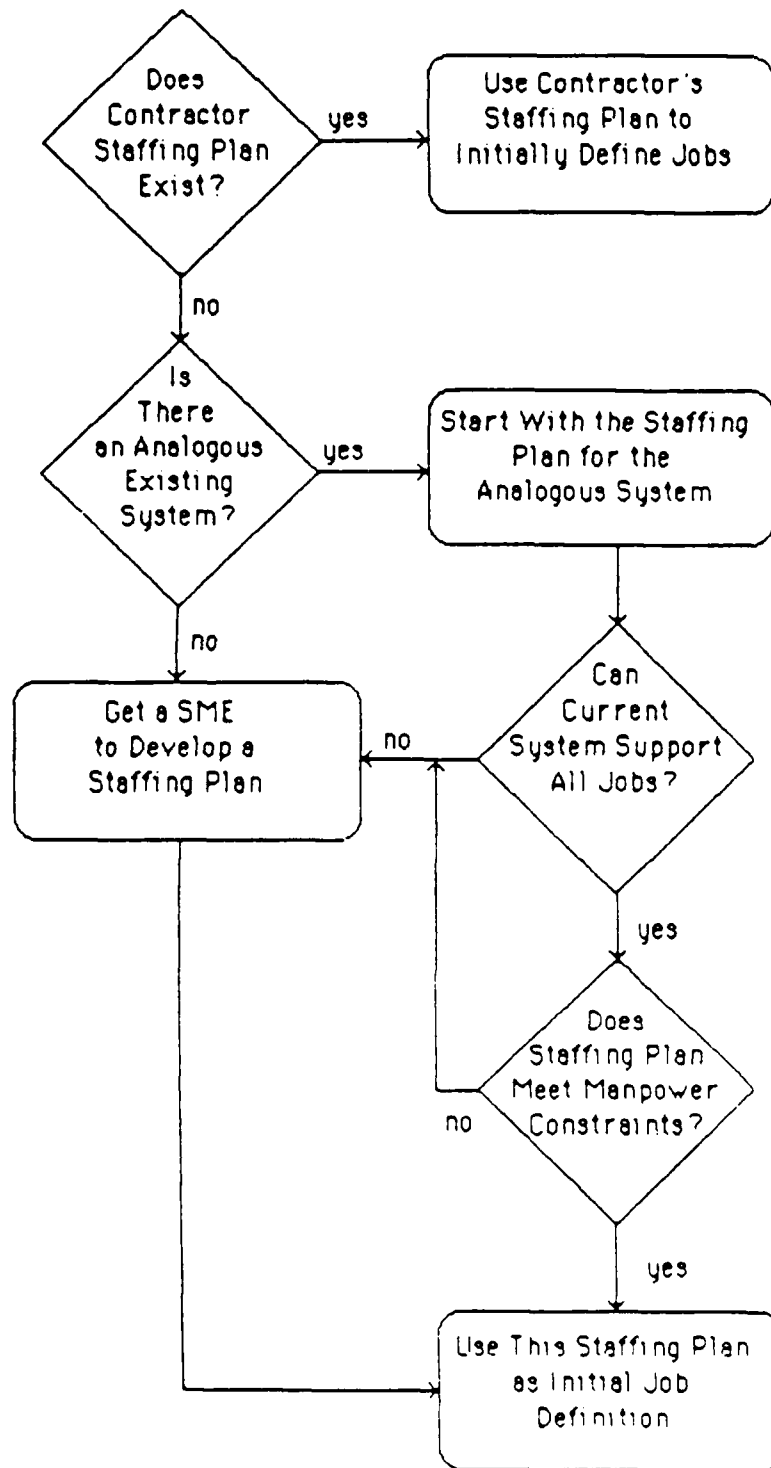 Does
Contractor
Staffing Plan
Exist?
yes
Use Contractor's
Staffing Plan to
Initially Define Jobs
no
Is
There
an Analogous
Existing
System?
yes
Start With the Staffing
Plan for the
Analogous System
no
Get a SME
to Develop a
Staffing Plan
no
Can
Current
System Support
All Jobs?
yes
Does
Staffing Plan
Meet Manpower
Constraints?
no
yes
Use This Staffing Plan
as Initial Job
Definition